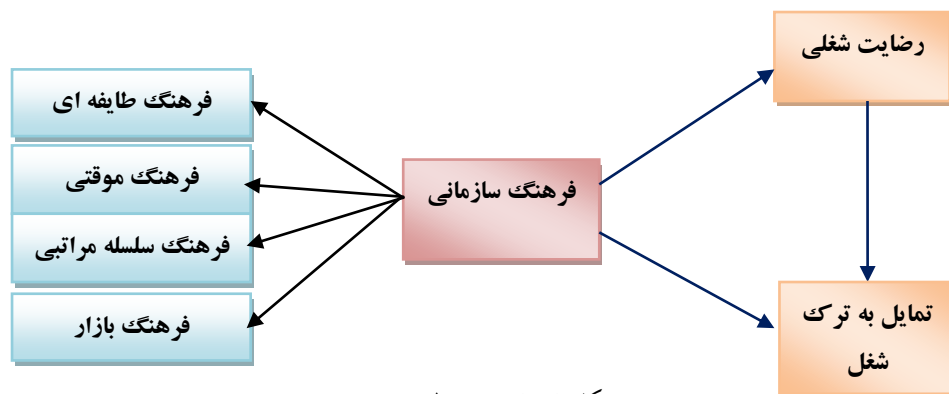 رضایت شغلی
فرهنگ طایفه ای
فرهنگ موقتی
فرهنگ سازمانی
فرهنگ سلسله مراتبی
فرهنگ بازار
تمایل به ترک
شغل